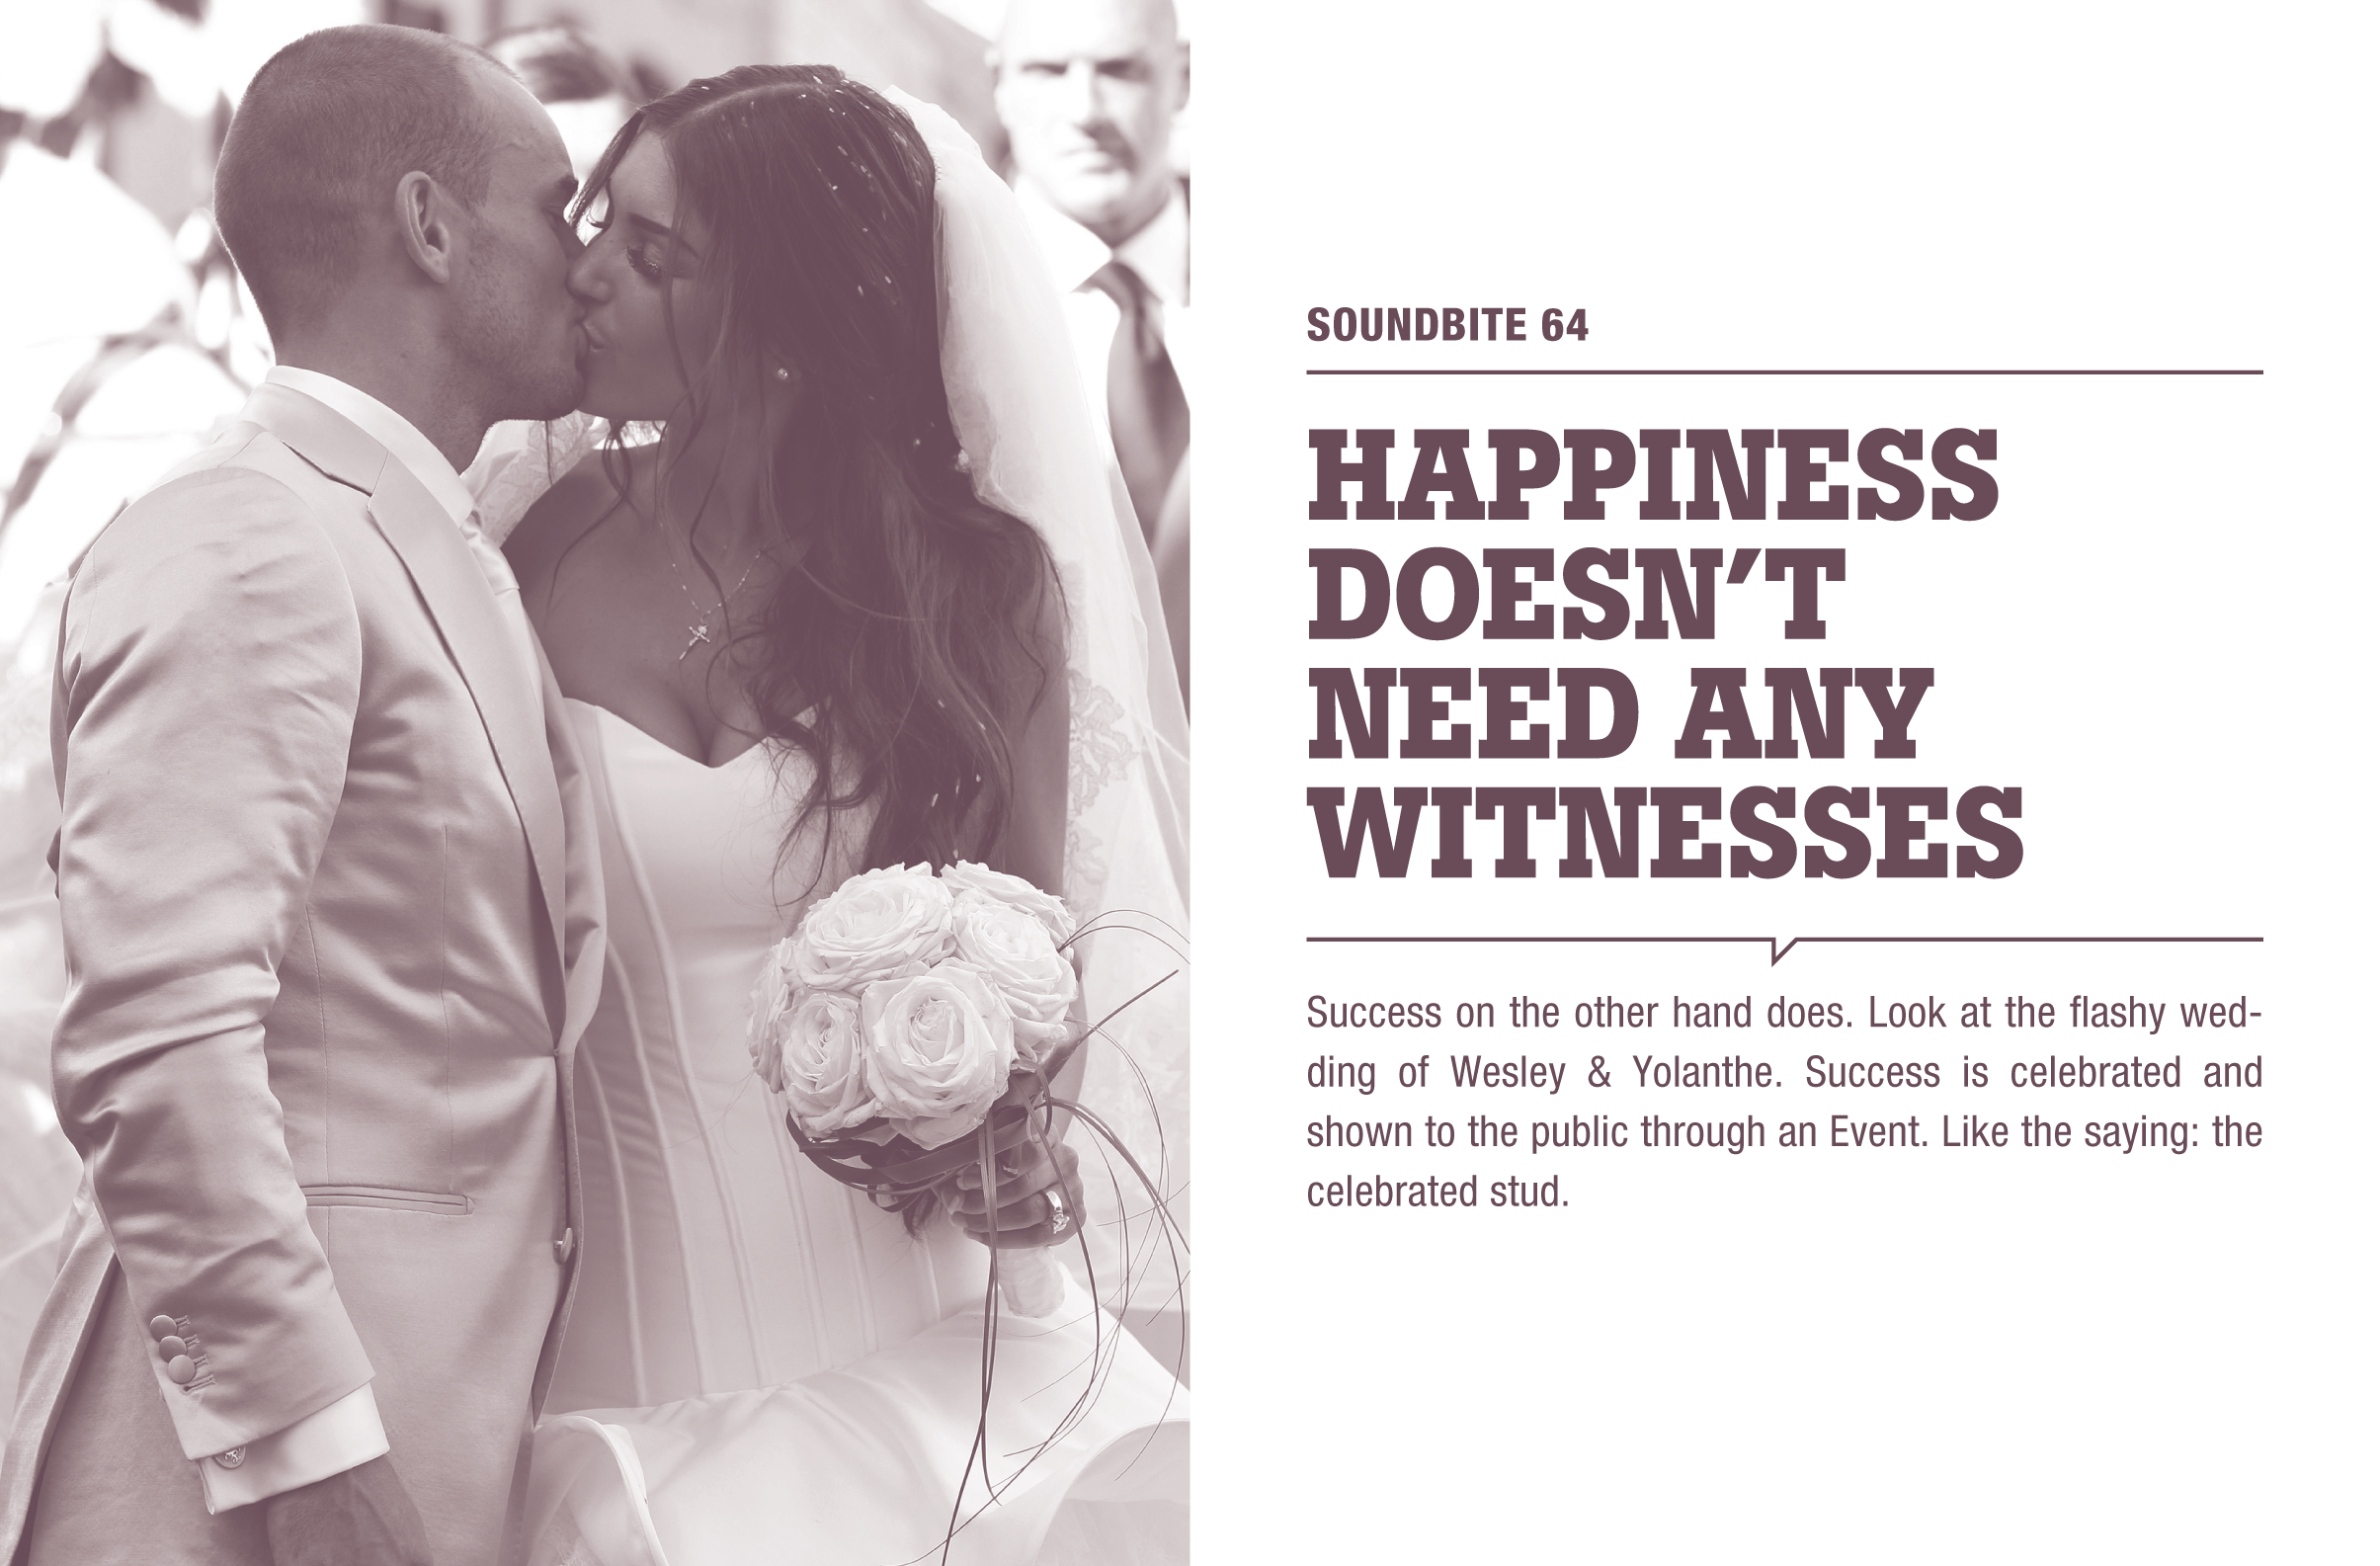 SOUNDBITE 64
HAPPINESS
DOESN’T
NEED ANY
WITNESSES
Success on the other hand does. Look at the flashy wed-
ding of Wesley & Yolanthe. Success is celebrated and
shown to the public through an Event. Like the saying: the
celebrated stud.